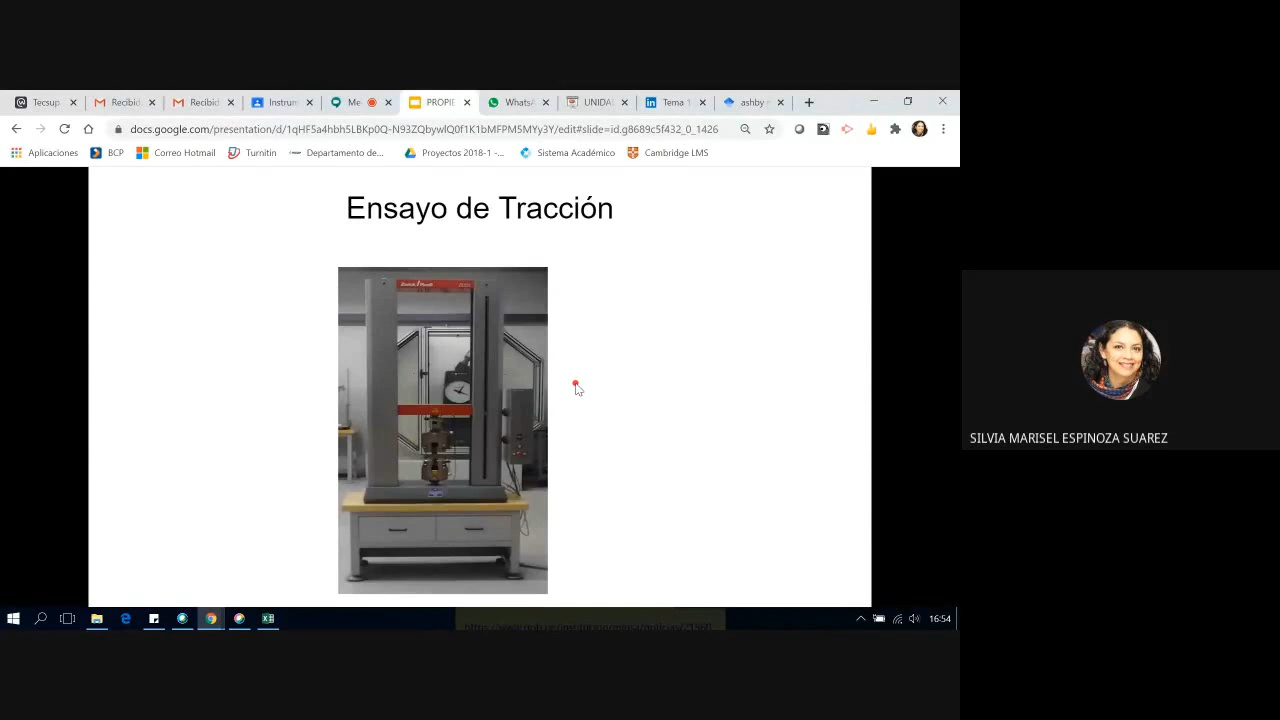 Tecsup
Recibid
Recibid
Instrum
Me
PROPIE
WhatsA
UNIDA
Tema 1
ashby
docs.google.com/presentation/d/1qHF5a4hbh5LBKp0Q-N93ZQbywlQ0f1K1bMFPM5MYy3Y/edit#slide=id.g8689c5f432_0_1426
Aplicaciones
BCP
Correo Hotmail
Turnitin
Departamento de...
Proyectos 2018-1 -...
Sistema Académico
Cambridge LMS
Ensayo de Tracción
SILVIA MARISEL ESPINOZA SUAREZ
16:54